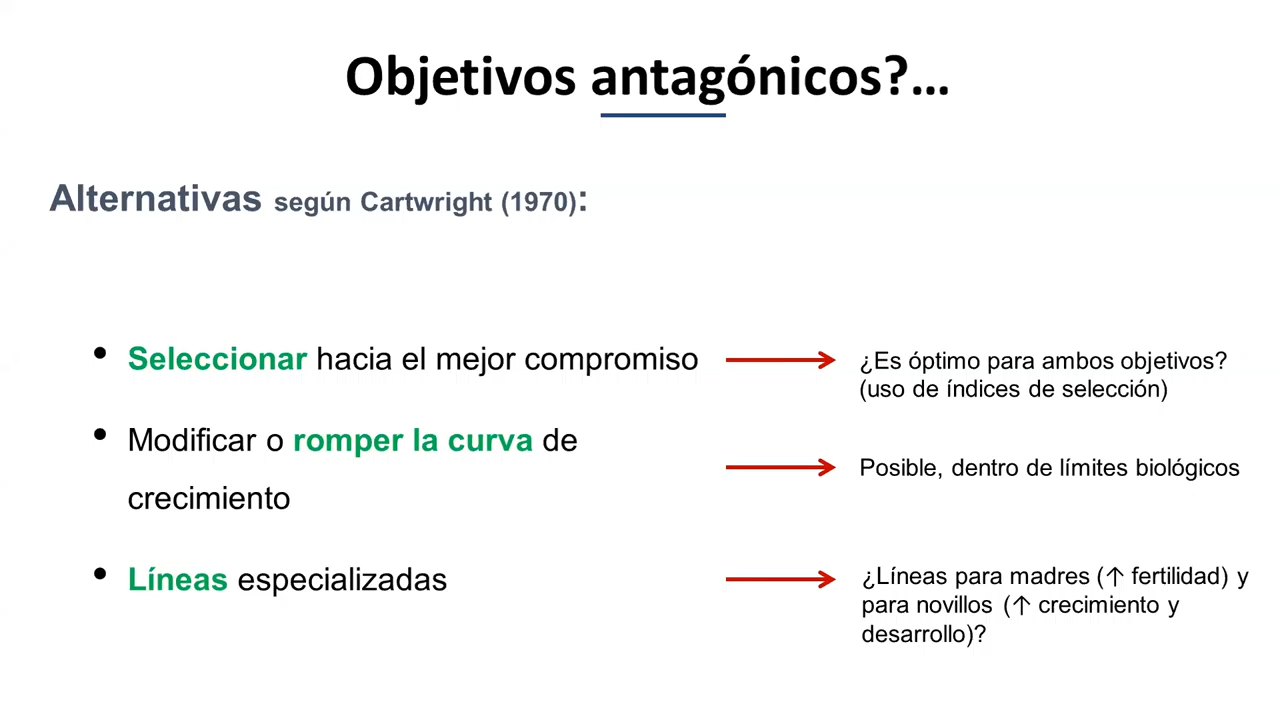 Objetivos antagónicos?...
Alternativas según Cartwright (1970):
• Seleccionar hacia el mejor compromiso
¿Es óptimo para ambos objetivos?
(uso de índices de selección)
• Modificar o romper la curva de
crecimiento
Posible, dentro de límites biológicos
• Líneas especializadas
¿Líneas para madres (↑ fertilidad) y
para novillos (↑ crecimiento y
desarrollo)?